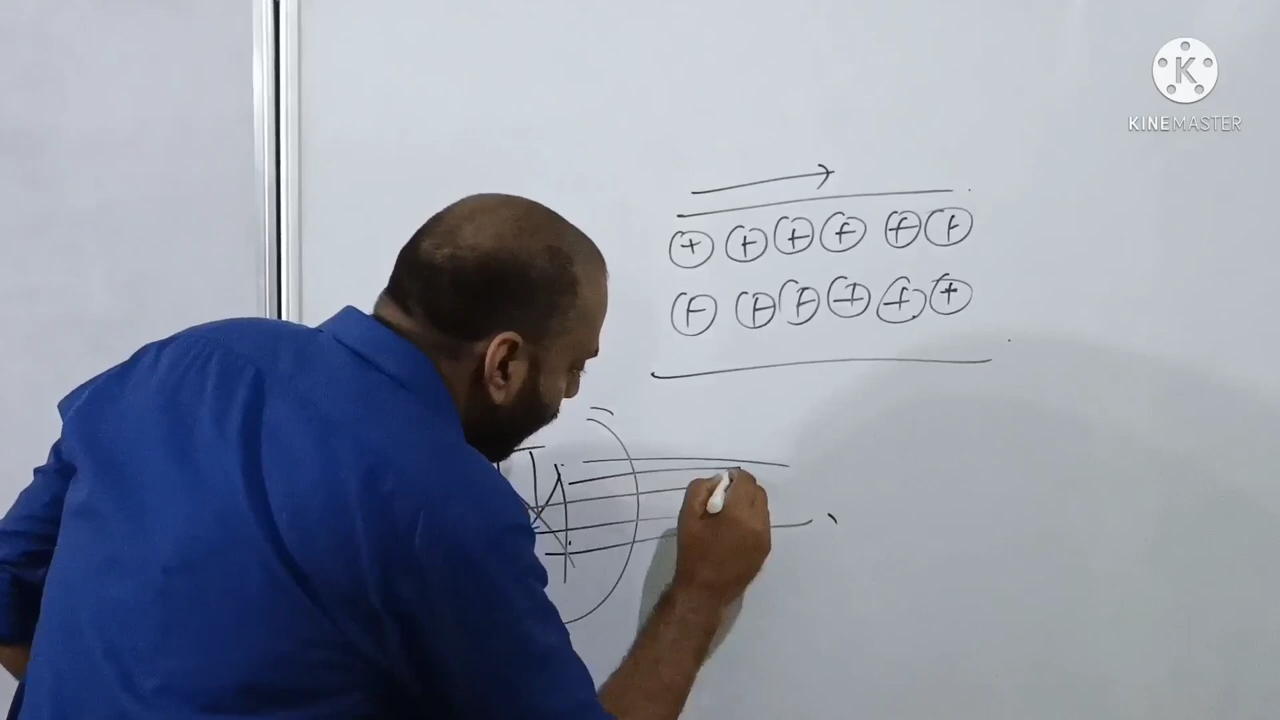 K
KINEMASTER
+ + + + + +
+ + + + + +